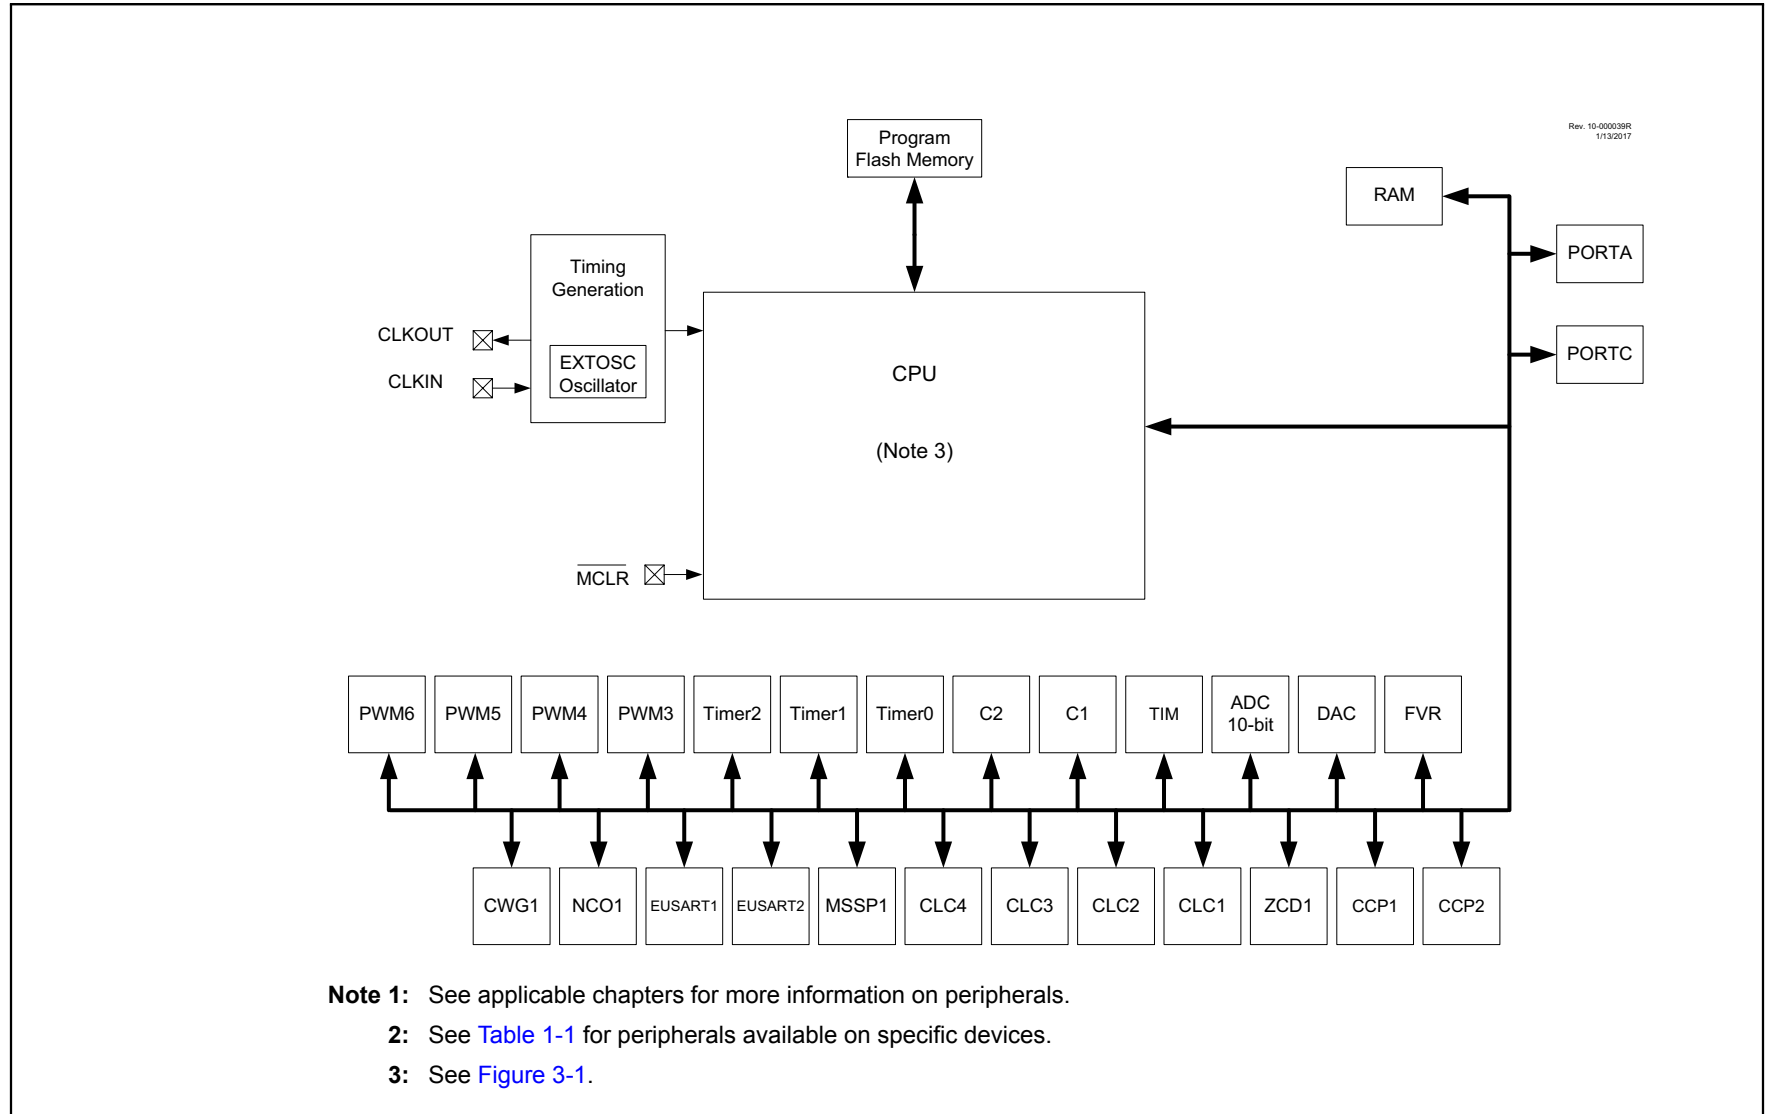 Rev. 10-000039R
1/13/2017
Program
Flash Memory
RAM
PORTA
PORTC
Timing
Generation
EXTOSC
Oscillator
CLKOUT
CLKIN
CPU
(Note 3)
MCLR
PWM6
PWM5
PWM4
PWM3
Timer2
Timer1
Timer0
C2
C1
TIM
ADC
10-bit
DAC
FVR
CWG1
NCO1
EUSART1
EUSART2
MSSP1
CLC4
CLC3
CLC2
CLC1
ZCD1
CCP1
CCP2
Note 1: See applicable chapters for more information on peripherals.
2: See Table 1-1 for peripherals available on specific devices.
3: See Figure 3-1.